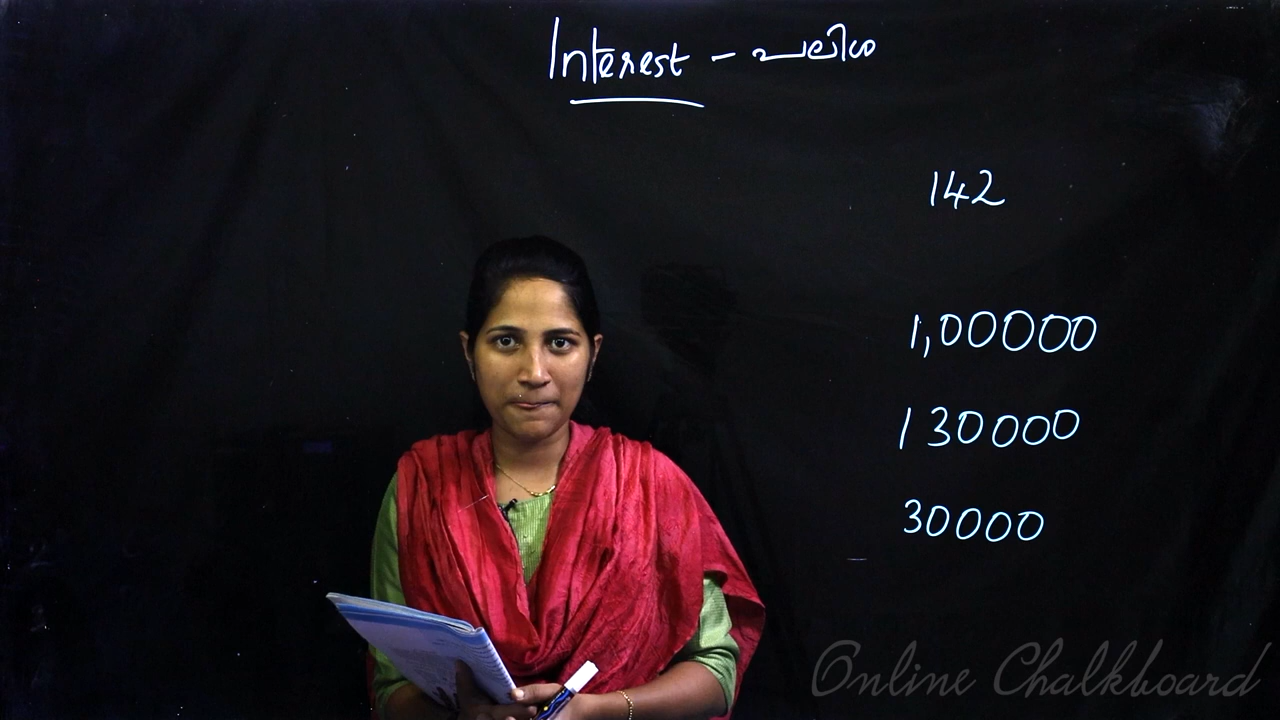 Interest - പലിശ
142
1,00000
130000
30000
Online Chalkboard